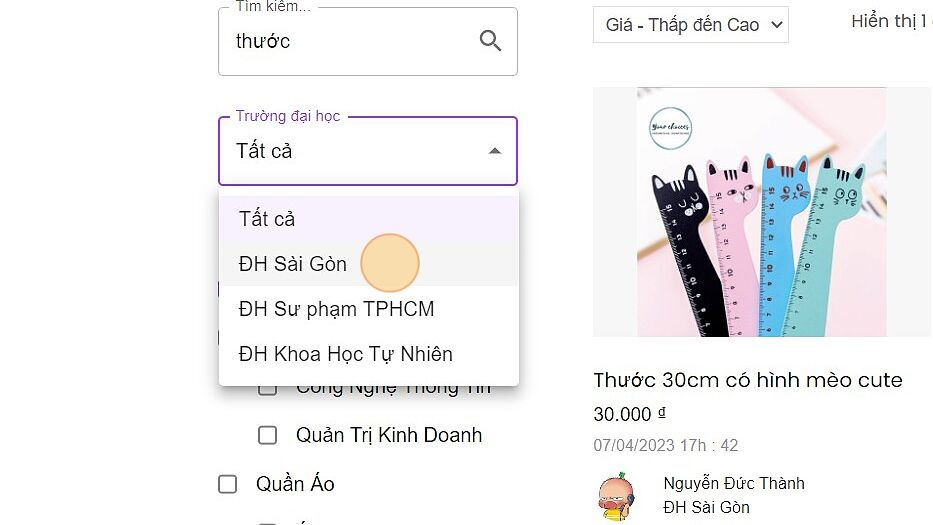 Tìm kiếm...
thước
Trường đại học
Tất cả
Tất cả
ĐH Sài Gòn
ĐH Sư phạm TPHCM
ĐH Khoa Học Tự Nhiên
Công Nghệ Thông Tin
Quản Trị Kinh Doanh
Quần Áo
Giá - Thấp đến Cao
Hiển thị 1
your choices
Thước 30cm có hình mèo cute
30.000 ₫
07/04/2023 17h : 42
Nguyễn Đức Thành
ĐH Sài Gòn